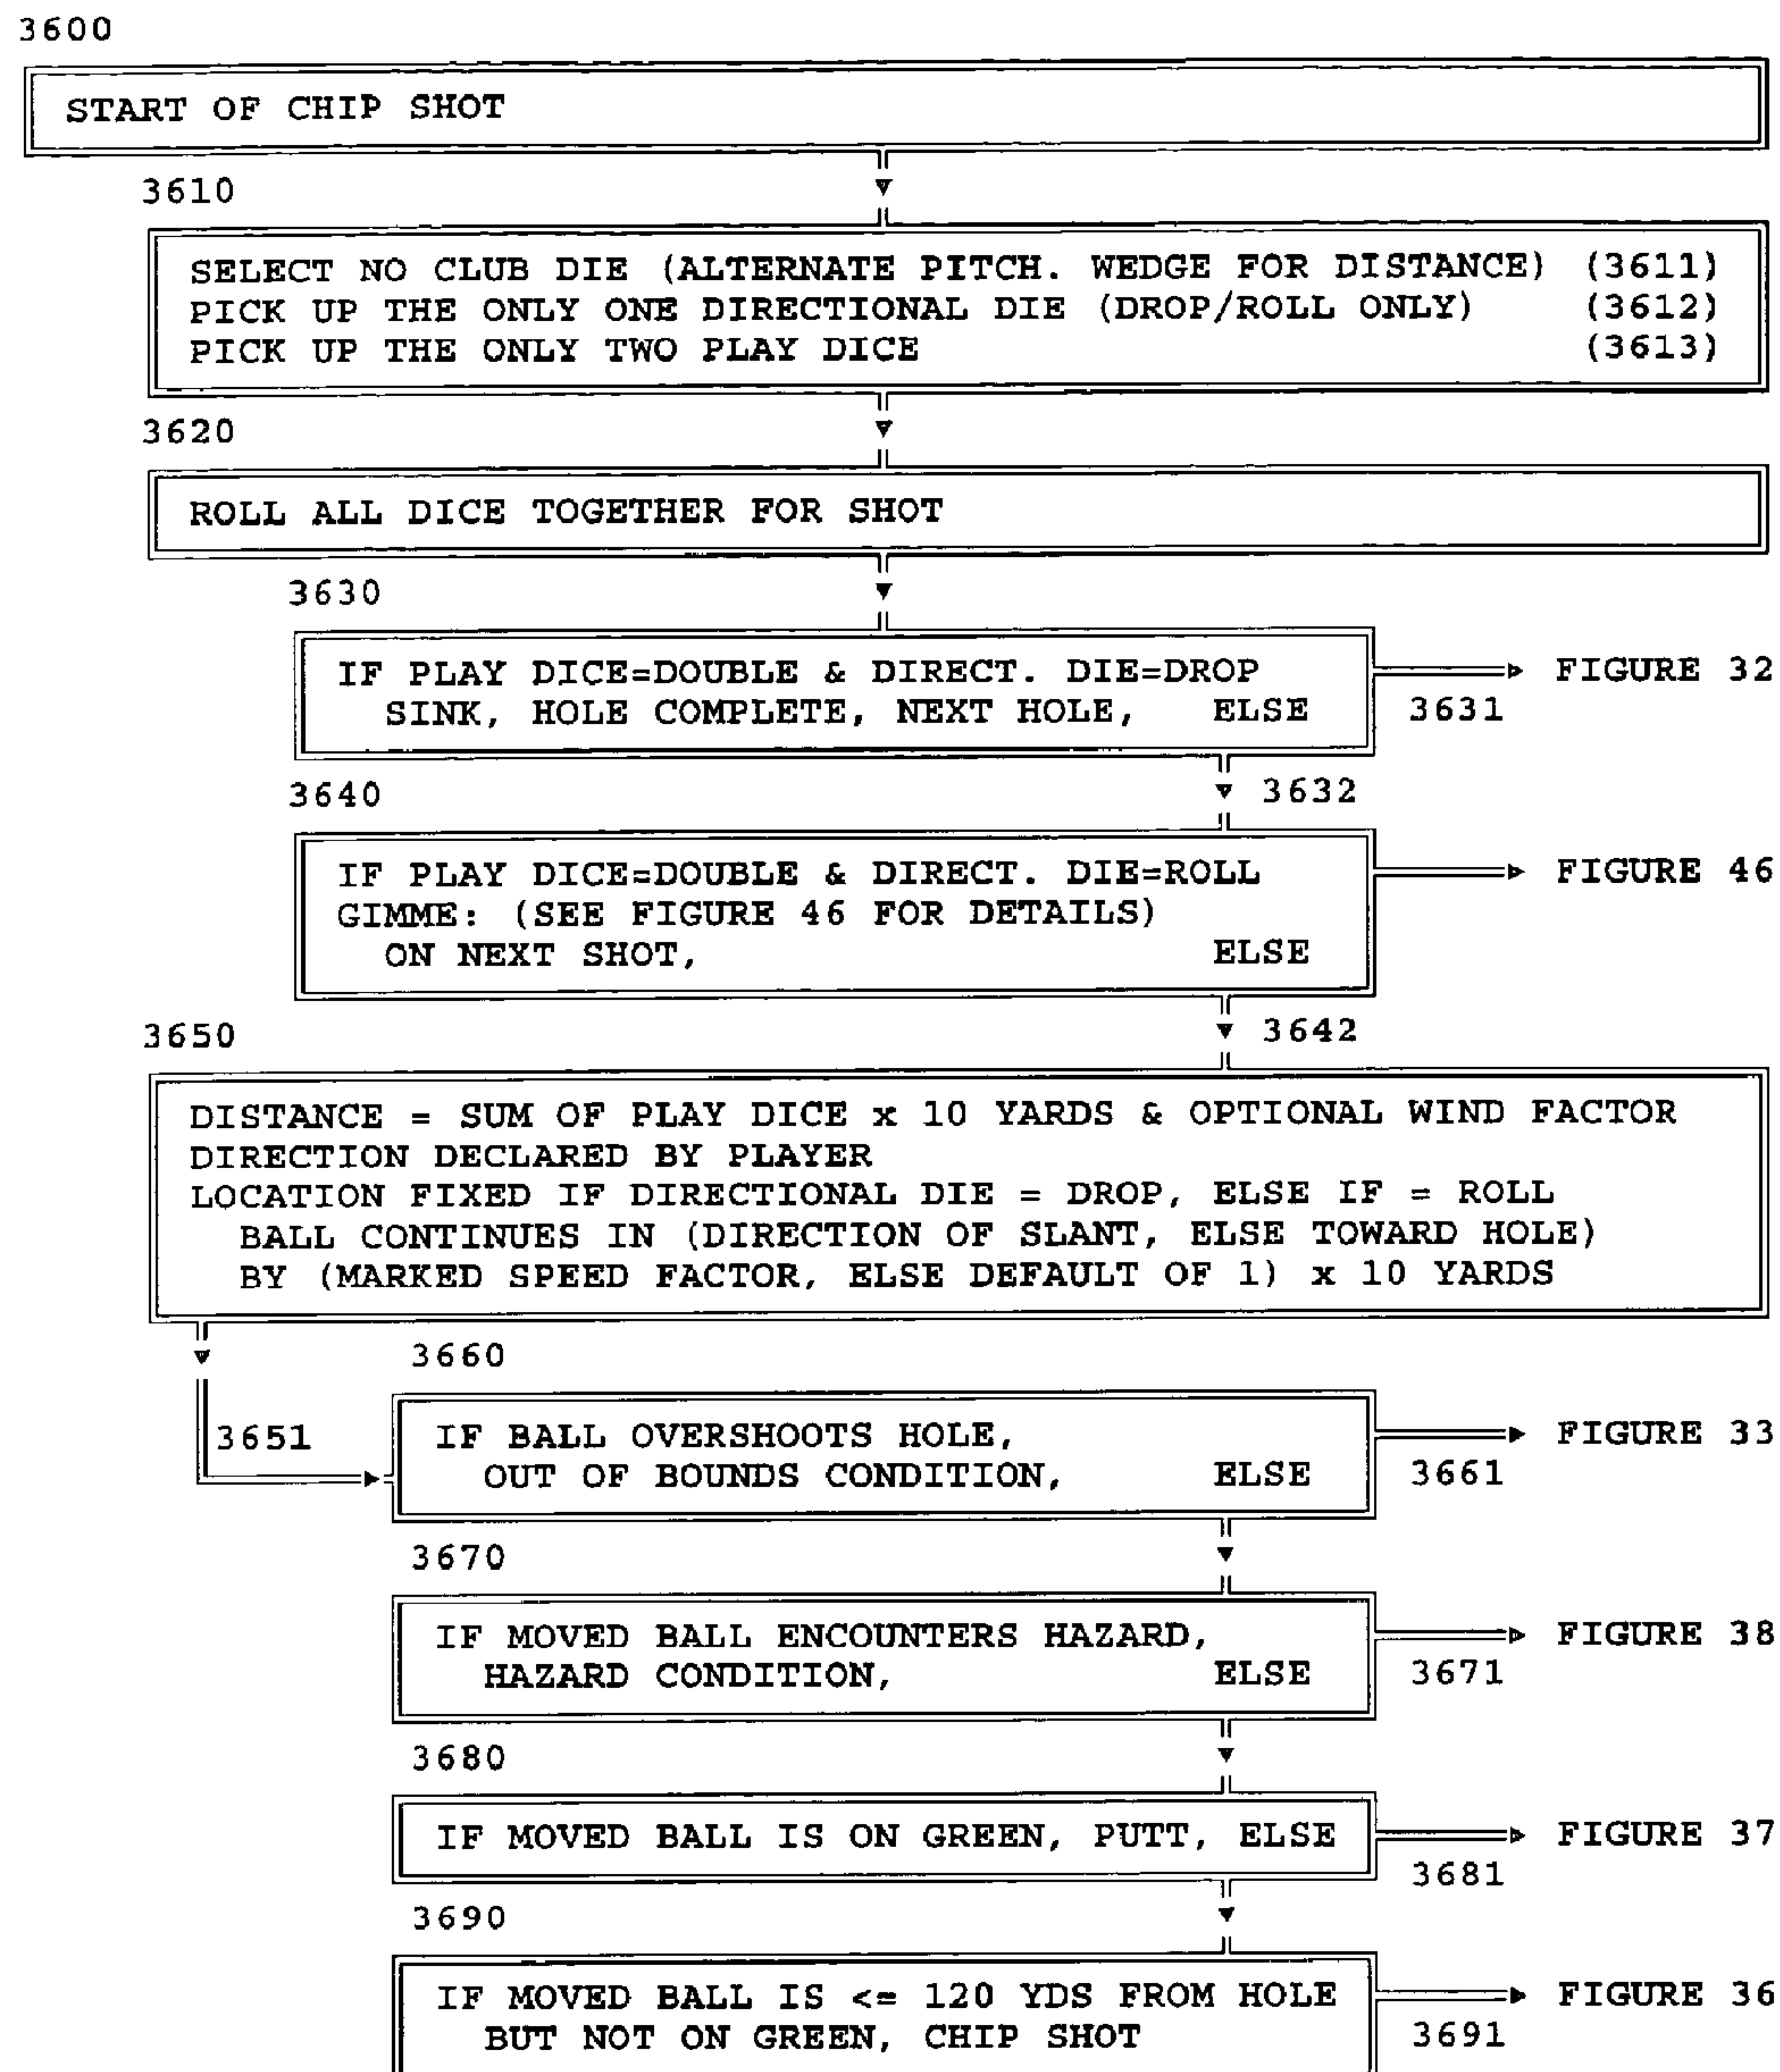 3600
START OF CHIP SHOT
3610
SELECT NO CLUB DIE (ALTERNATE PITCH. WEDGE FOR DISTANCE) (3611)
PICK UP THE ONLY ONE DIRECTIONAL DIE (DROP/ROLL ONLY) (3612)
PICK UP THE ONLY TWO PLAY DICE (3613)
3620
ROLL ALL DICE TOGETHER FOR SHOT
3630
IF PLAY DICE=DOUBLE & DIRECT. DIE=DROP
SINK, HOLE COMPLETE, NEXT HOLE, ELSE
FIGURE 32
3631
3632
3640
IF PLAY DICE=DOUBLE & DIRECT. DIE=ROLL
GIMME: (SEE FIGURE 46 FOR DETAILS)
ON NEXT SHOT, ELSE
FIGURE 46
3642
3650
DISTANCE = SUM OF PLAY DICE x 10 YARDS & OPTIONAL WIND FACTOR
DIRECTION DECLARED BY PLAYER
LOCATION FIXED IF DIRECTIONAL DIE = DROP, ELSE IF = ROLL
BALL CONTINUES IN (DIRECTION OF SLANT, ELSE TOWARD HOLE)
BY (MARKED SPEED FACTOR, ELSE DEFAULT OF 1) x 10 YARDS
3651
3660
IF BALL OVERSHOOTS HOLE,
OUT OF BOUNDS CONDITION, ELSE
FIGURE 33
3661
3670
IF MOVED BALL ENCOUNTERS HAZARD,
HAZARD CONDITION, ELSE
FIGURE 38
3671
3680
IF MOVED BALL IS ON GREEN, PUTT, ELSE
FIGURE 37
3681
3690
IF MOVED BALL IS <= 120 YDS FROM HOLE
BUT NOT ON GREEN, CHIP SHOT
FIGURE 36
3691